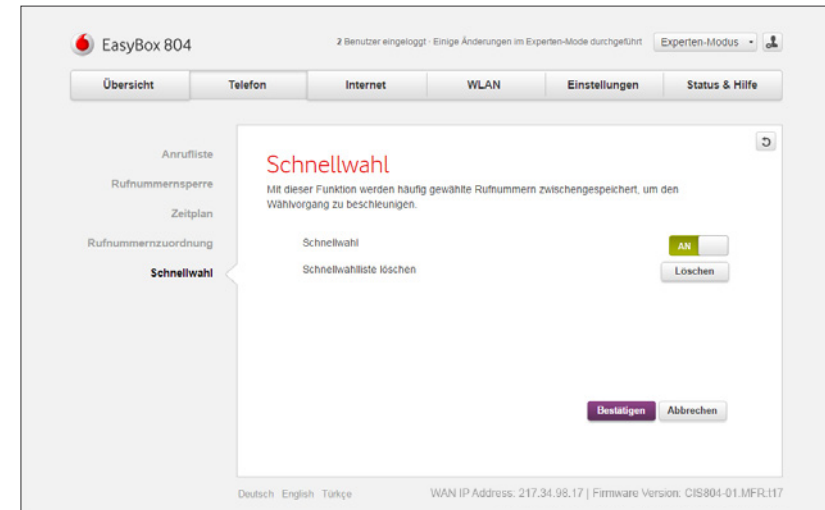 EasyBox 804
2 Benutzer eingeloggt · Einige Änderungen im Experten-Mode durchgeführt
Experten-Modus
Übersicht Telefon Internet WLAN Einstellungen Status & Hilfe
Anrufliste
Rufnummernsperre
Zeitplan
Rufnummernzuordnung
Schnellwahl
Schnellwahl
Mit dieser Funktion werden häufig gewählte Rufnummern zwischengespeichert, um den
Wählvorgang zu beschleunigen.
Schnellwahl AN
Schnellwahlliste löschen Löschen
Bestätigen Abbrechen
Deutsch English Türkçe WAN IP Address: 217.34.98.17 | Firmware Version: CIS804-01.MFR.t17